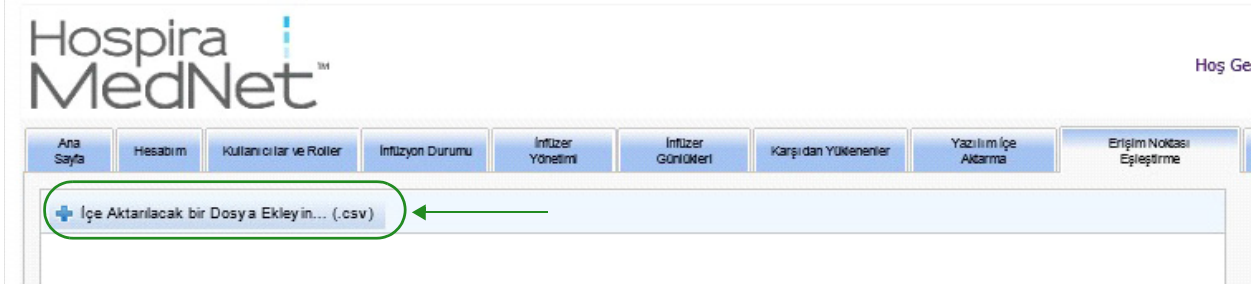 Hospira
MedNet™
Hoş Ge
Ana
Sayfa
Hesabım
Kullanıcılar ve Roller
İnfüzyon Durumu
İnfüzer
Yönetimi
İnfüzer
Günlükleri
Karşıdan Yüklenenler
Yazılım İçe
Aktarma
Erişim Noktası
Eşleştirme
İçe Aktarılacak bir Dosya Ekleyin... (.csv)